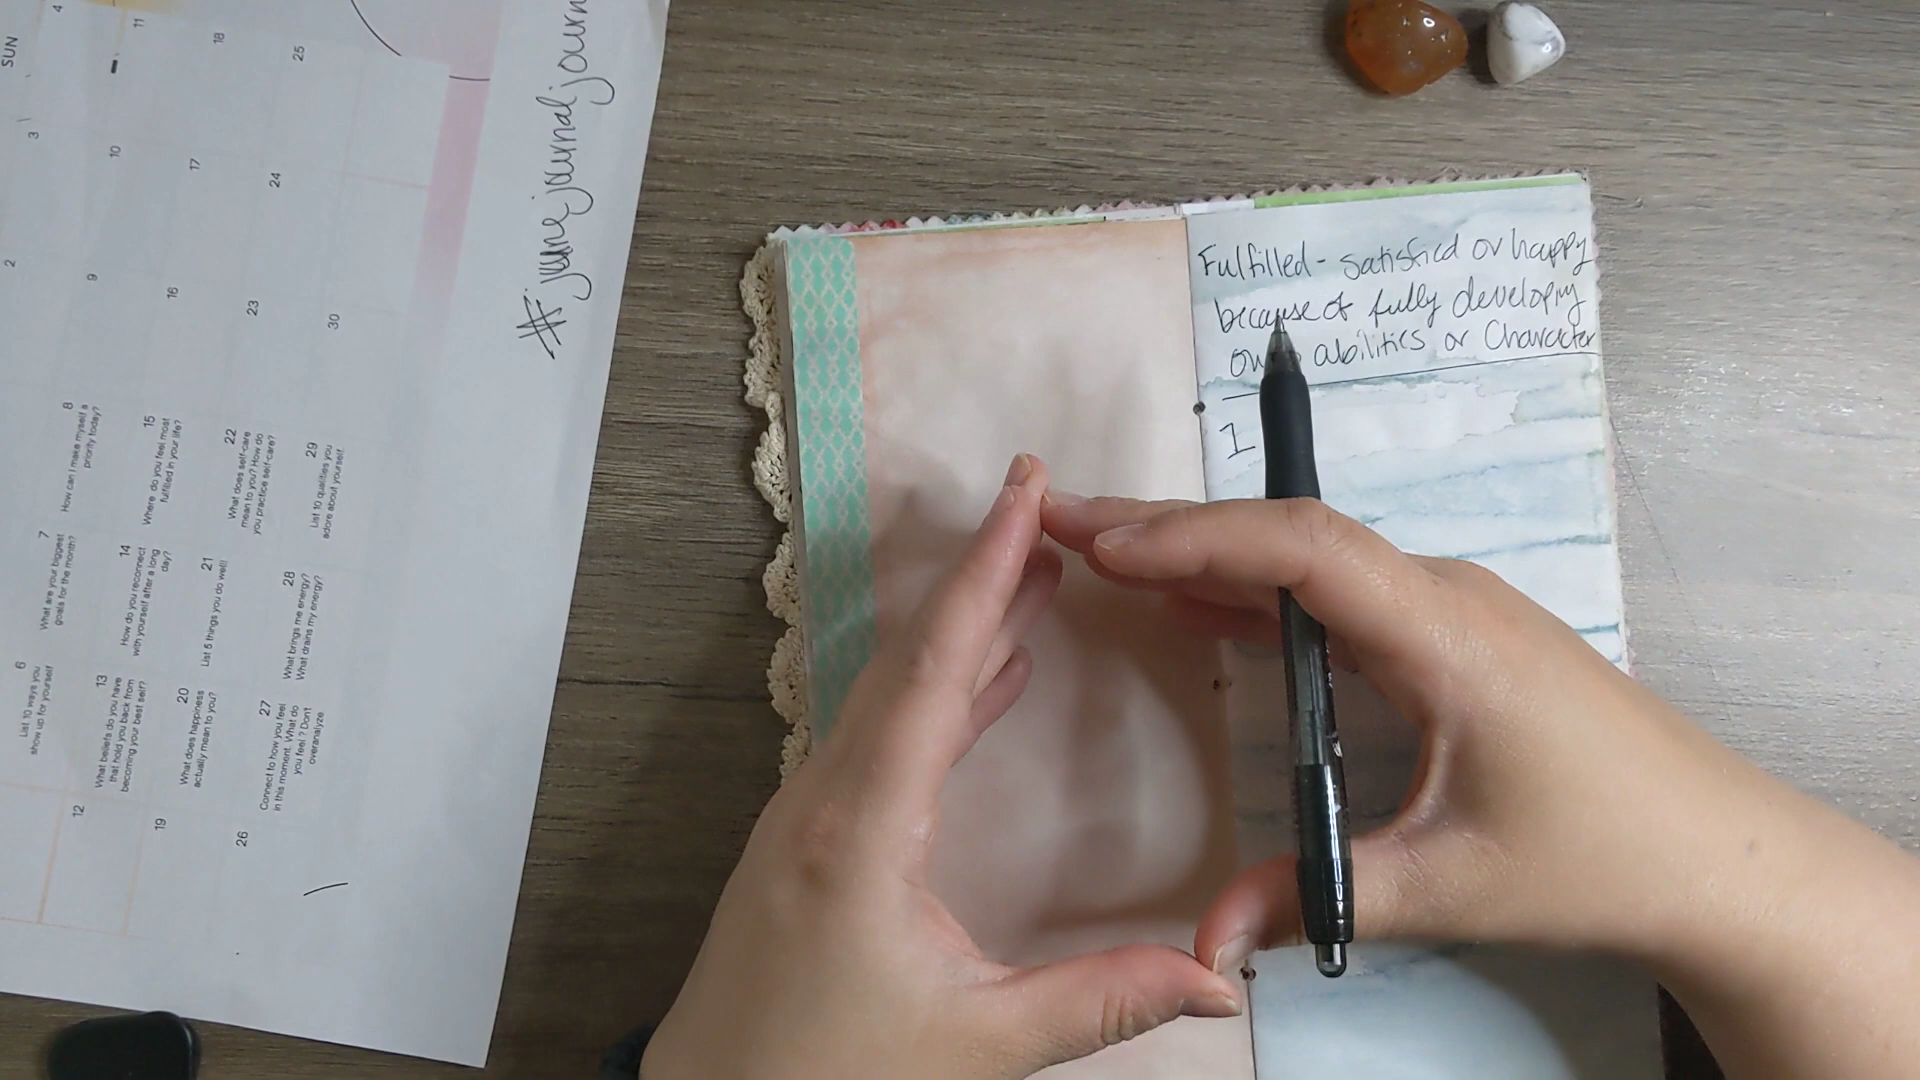 SUN
4
11
18
25
3
10
17
24
2
9
16
23
30
8
How can I make myself a
priority today?
15
Where do you feel most
fulfilled in your life?
22
What does self-care
mean to you? How do
you practice self-care?
29
List 10 qualities you
adore about yourself.
7
What are your biggest
goals for the month?
14
How do you reconnect
with yourself after a long
day?
21
List 5 things you do well!
28
What brings me energy?
What drains my energy?
6
List 10 ways you
show up for yourself
13
What beliefs do you have
that hold you back from
becoming your best self?
20
What does happiness
actually mean to you?
27
Connect to how you feel
in this moment. What do
you feel? Don't
overanalyze
12
19
26
#junejournaljourn
Fulfilled - satisfied or happy
because of fully developing
abilities or Character
1